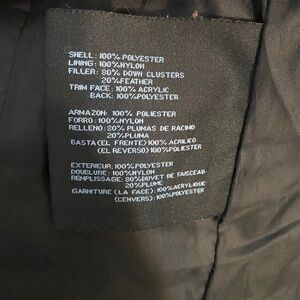 SHELL: 100% POLYESTER
LINING: 100% NYLON
FILLER: 80% DOWN CLUSTERS
20% FEATHER
TRIM FACE: 100% ACRYLIC
BACK: 100% POLYESTER
ARMAZON: 100% POLIESTER
FORRO: 100% NYLON
RELLENO: 80% PLUMAS DE RACIMO
20% PLUMA
BASTA (EL FRENTE) 100% ACRILICO
(EL REVERSO) 100% POLIESTER
EXTERIEUR: 100% POLYESTER
DOUBLURE: 100% NYLON
REMPLISSAGE: 80% DUVET DE FAISCEAU
20% PLUME
GARNITURE (LA FACE): 100% ACRYLIQUE
(L'ENVERS): 100% POLYESTER